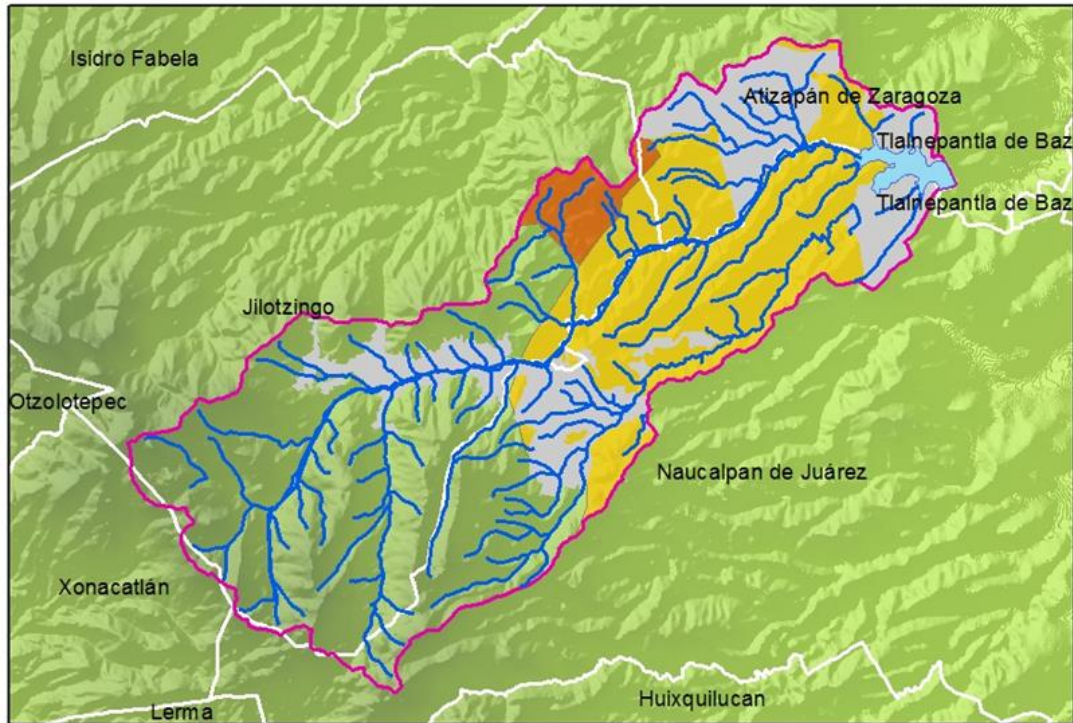 Isidro Fabela
Atizapán de Zaragoza
Tlalnepantla de Baz
Tlalnepantla de Baz
Jilotzingo
Otzolotepec
Naucalpan de Juárez
Xonacatlán
Huixquilucan
Lerma